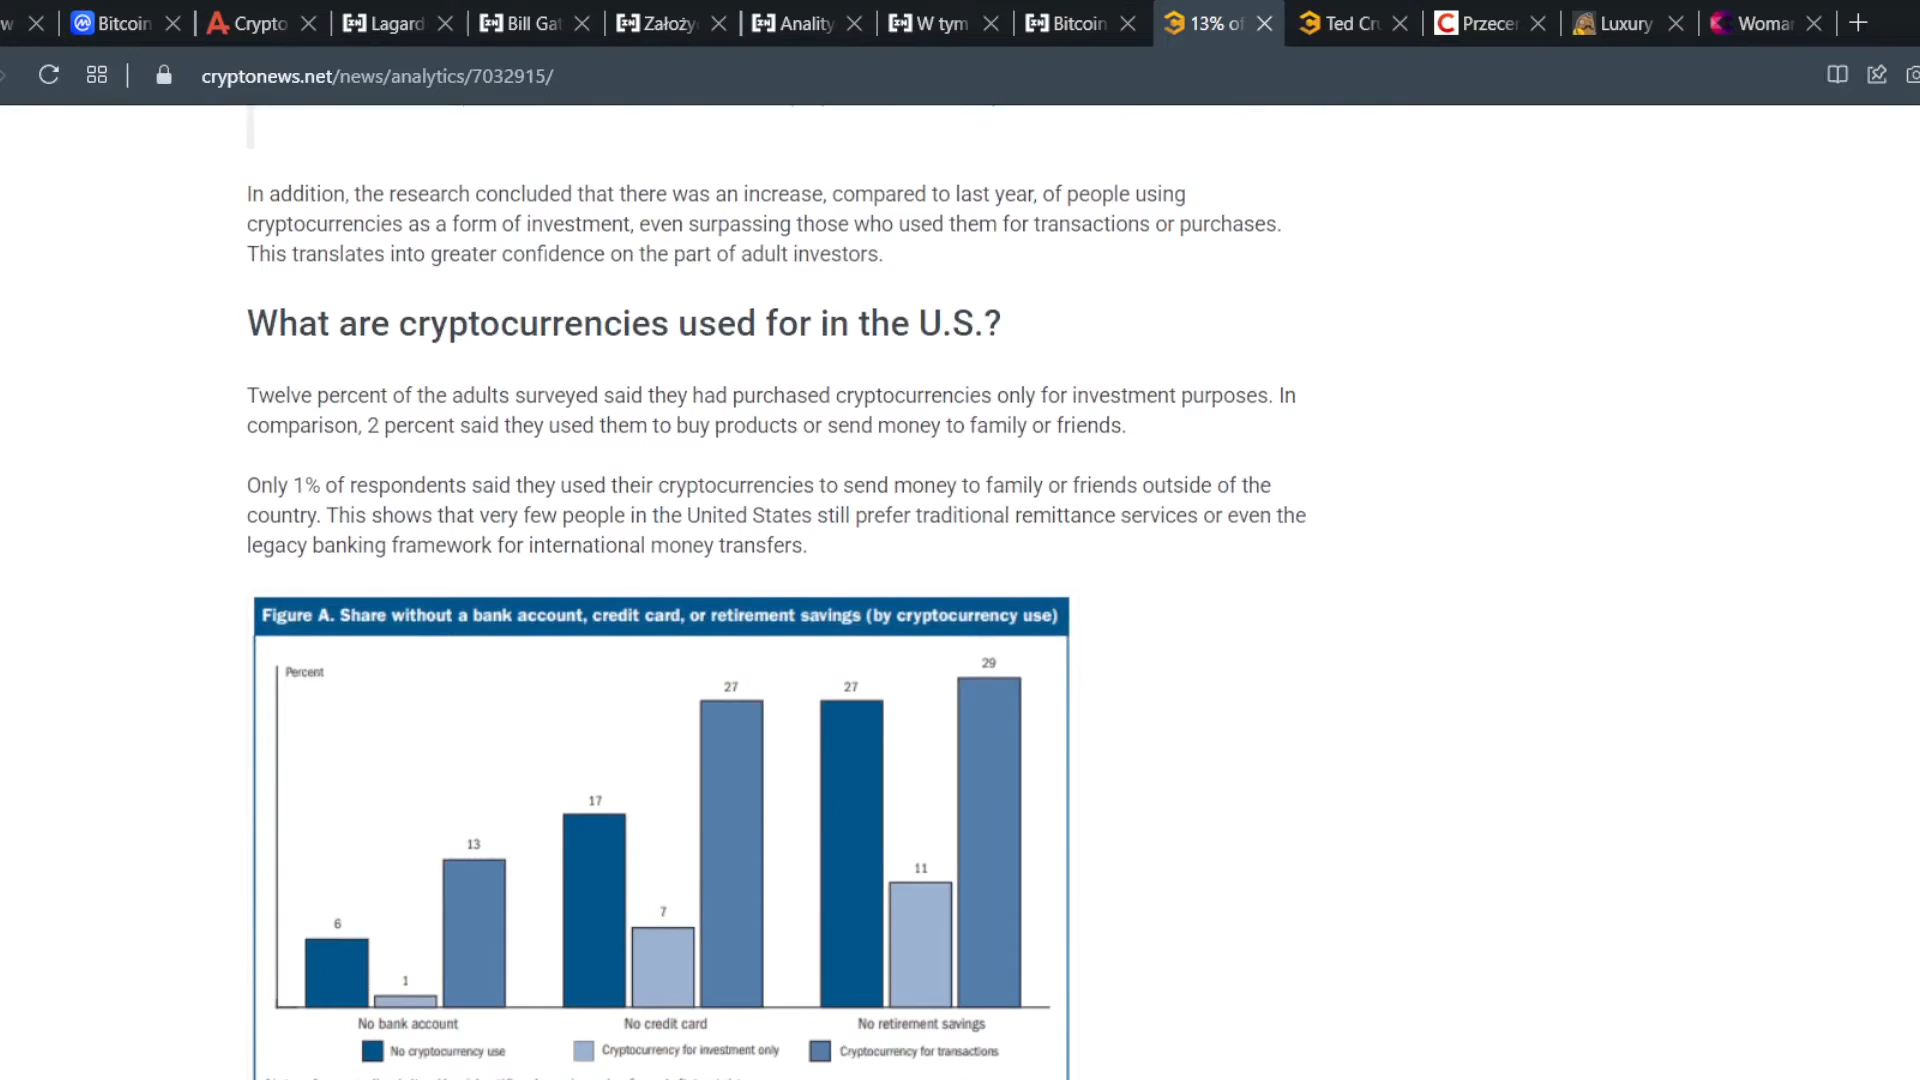 w
Bitcoin
Crypto
Lagard
Bill Gat
Założy
Anality
W tym
Bitcoin
13% of
Ted Cru
Przecen
Luxury
Woman
cryptonews.net/news/analytics/7032915/
In addition, the research concluded that there was an increase, compared to last year, of people using
cryptocurrencies as a form of investment, even surpassing those who used them for transactions or purchases.
This translates into greater confidence on the part of adult investors.
What are cryptocurrencies used for in the U.S.?
Twelve percent of the adults surveyed said they had purchased cryptocurrencies only for investment purposes. In
comparison, 2 percent said they used them to buy products or send money to family or friends.
Only 1% of respondents said they used their cryptocurrencies to send money to family or friends outside of the
country. This shows that very few people in the United States still prefer traditional remittance services or even the
legacy banking framework for international money transfers.
Figure A. Share without a bank account, credit card, or retirement savings (by cryptocurrency use)
Percent
6
1
13
17
7
27
27
11
29
No bank account
No credit card
No retirement savings
No cryptocurrency use
Cryptocurrency for investment only
Cryptocurrency for transactions